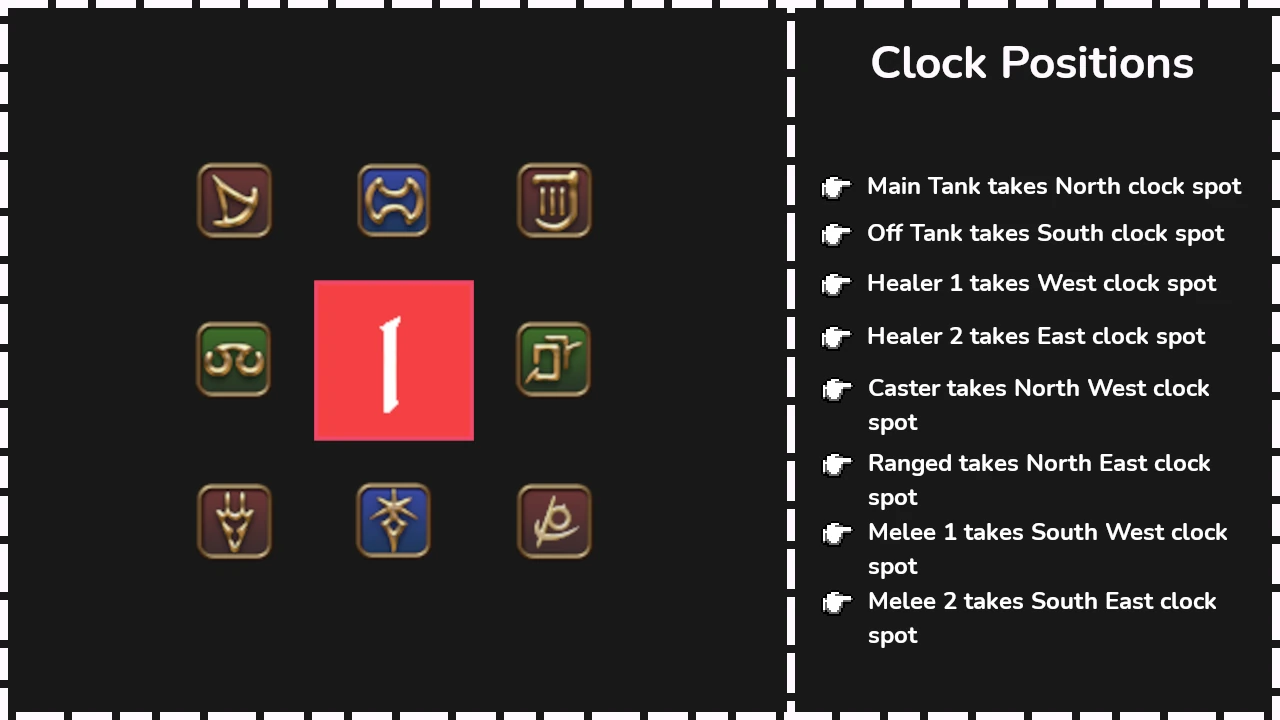 Clock Positions
1
Main Tank takes North clock spot
Off Tank takes South clock spot
Healer 1 takes West clock spot
Healer 2 takes East clock spot
Caster takes North West clock
spot
Ranged takes North East clock
spot
Melee 1 takes South West clock
spot
Melee 2 takes South East clock
spot